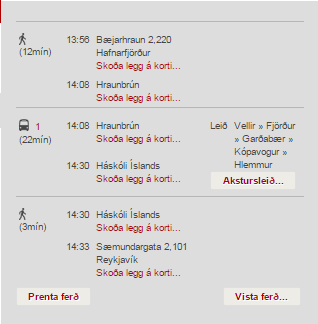 13:56 Bæjarhraun 2,220
Hafnarfjörður
(12mín)
Skoða legg á korti...
14:08 Hraunbrún
Skoða legg á korti...
1 14:08 Hraunbrún Leið Vellir » Fjörður
(22mín) Skoða legg á korti... » Garðabær »
Kópavogur »
14:30 Háskóli Íslands Hlemmur
Skoða legg á korti... Akstursleið...
14:30 Háskóli Íslands
(3mín) Skoða legg á korti...
14:33 Sæmundargata 2,101
Reykjavík
Skoða legg á korti...
Prenta ferð Vista ferð...